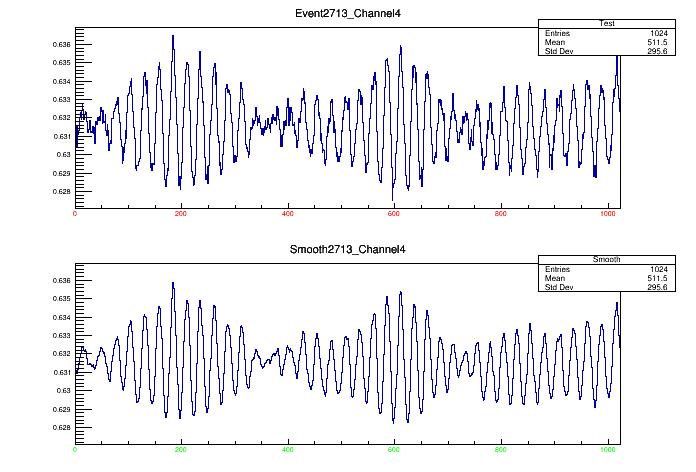 Event2713_Channel4
Test
Entries 1024
Mean 511.5
Std Dev 295.6
0.636
0.635
0.634
0.633
0.632
0.631
0.63
0.629
0.628
0 200 400 600 800 1000
Smooth2713_Channel4
Smooth
Entries 1024
Mean 511.5
Std Dev 295.6
0.636
0.635
0.634
0.633
0.632
0.631
0.63
0.629
0.628
0 200 400 600 800 1000